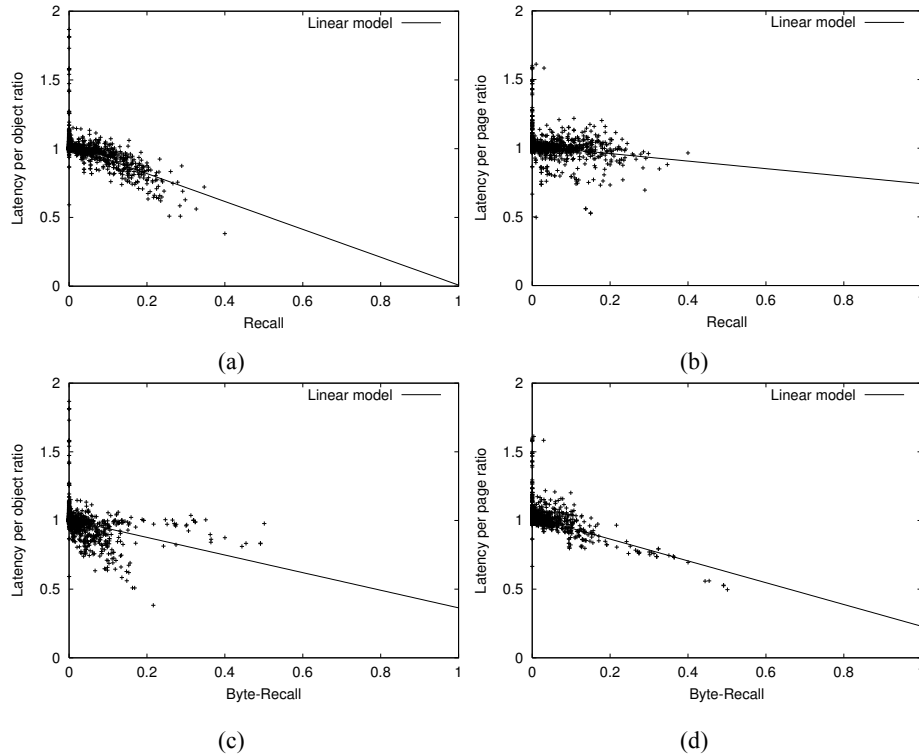 2
1.5
1
0.5
0
0 0.2 0.4 0.6 0.8 1
Latency per object ratio
Recall
Linear model
(a)
2
1.5
1
0.5
0
0 0.2 0.4 0.6 0.8 1
Latency per page ratio
Recall
Linear model
(b)
2
1.5
1
0.5
0
0 0.2 0.4 0.6 0.8 1
Latency per object ratio
Byte-Recall
Linear model
(c)
2
1.5
1
0.5
0
0 0.2 0.4 0.6 0.8 1
Latency per page ratio
Byte-Recall
Linear model
(d)